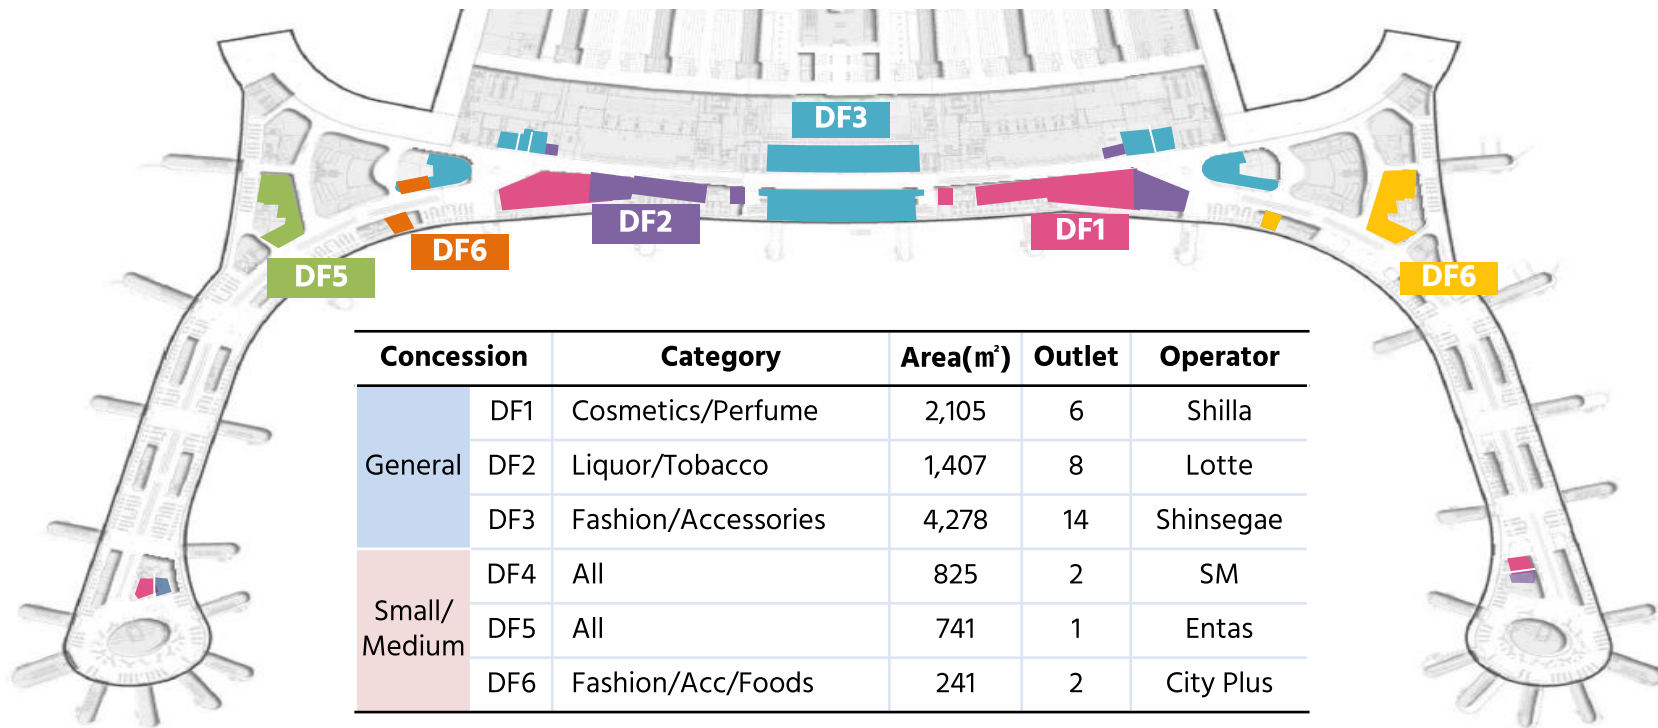 DF3
DF2
DF1
DF6
DF5
DF6
Concession Category Area(㎡) Outlet Operator
General
DF1 Cosmetics/Perfume 2,105 6 Shilla
DF2 Liquor/Tobacco 1,407 8 Lotte
DF3 Fashion/Accessories 4,278 14 Shinsegae
Small/
Medium
DF4 All 825 2 SM
DF5 All 741 1 Entas
DF6 Fashion/Acc/Foods 241 2 City Plus